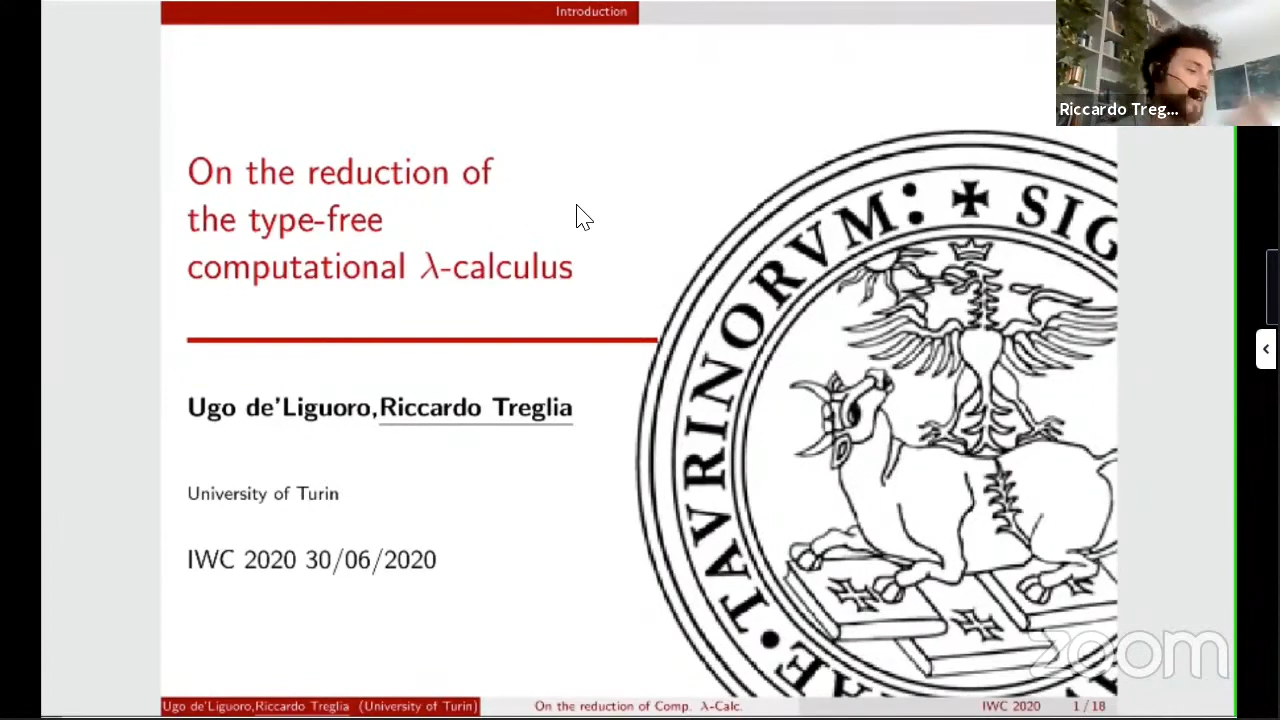 Introduction
Riccardo Treg...
On the reduction of
the type-free
computational λ-calculus
Ugo de'Liguoro,Riccardo Treglia
University of Turin
IWC 2020 30/06/2020
TAVRINORVM: ✠ SIG
zoom
Ugo de'Liguoro,Riccardo Treglia (University of Turin)
On the reduction of Comp. λ-Calc.
IWC 2020
1 / 18